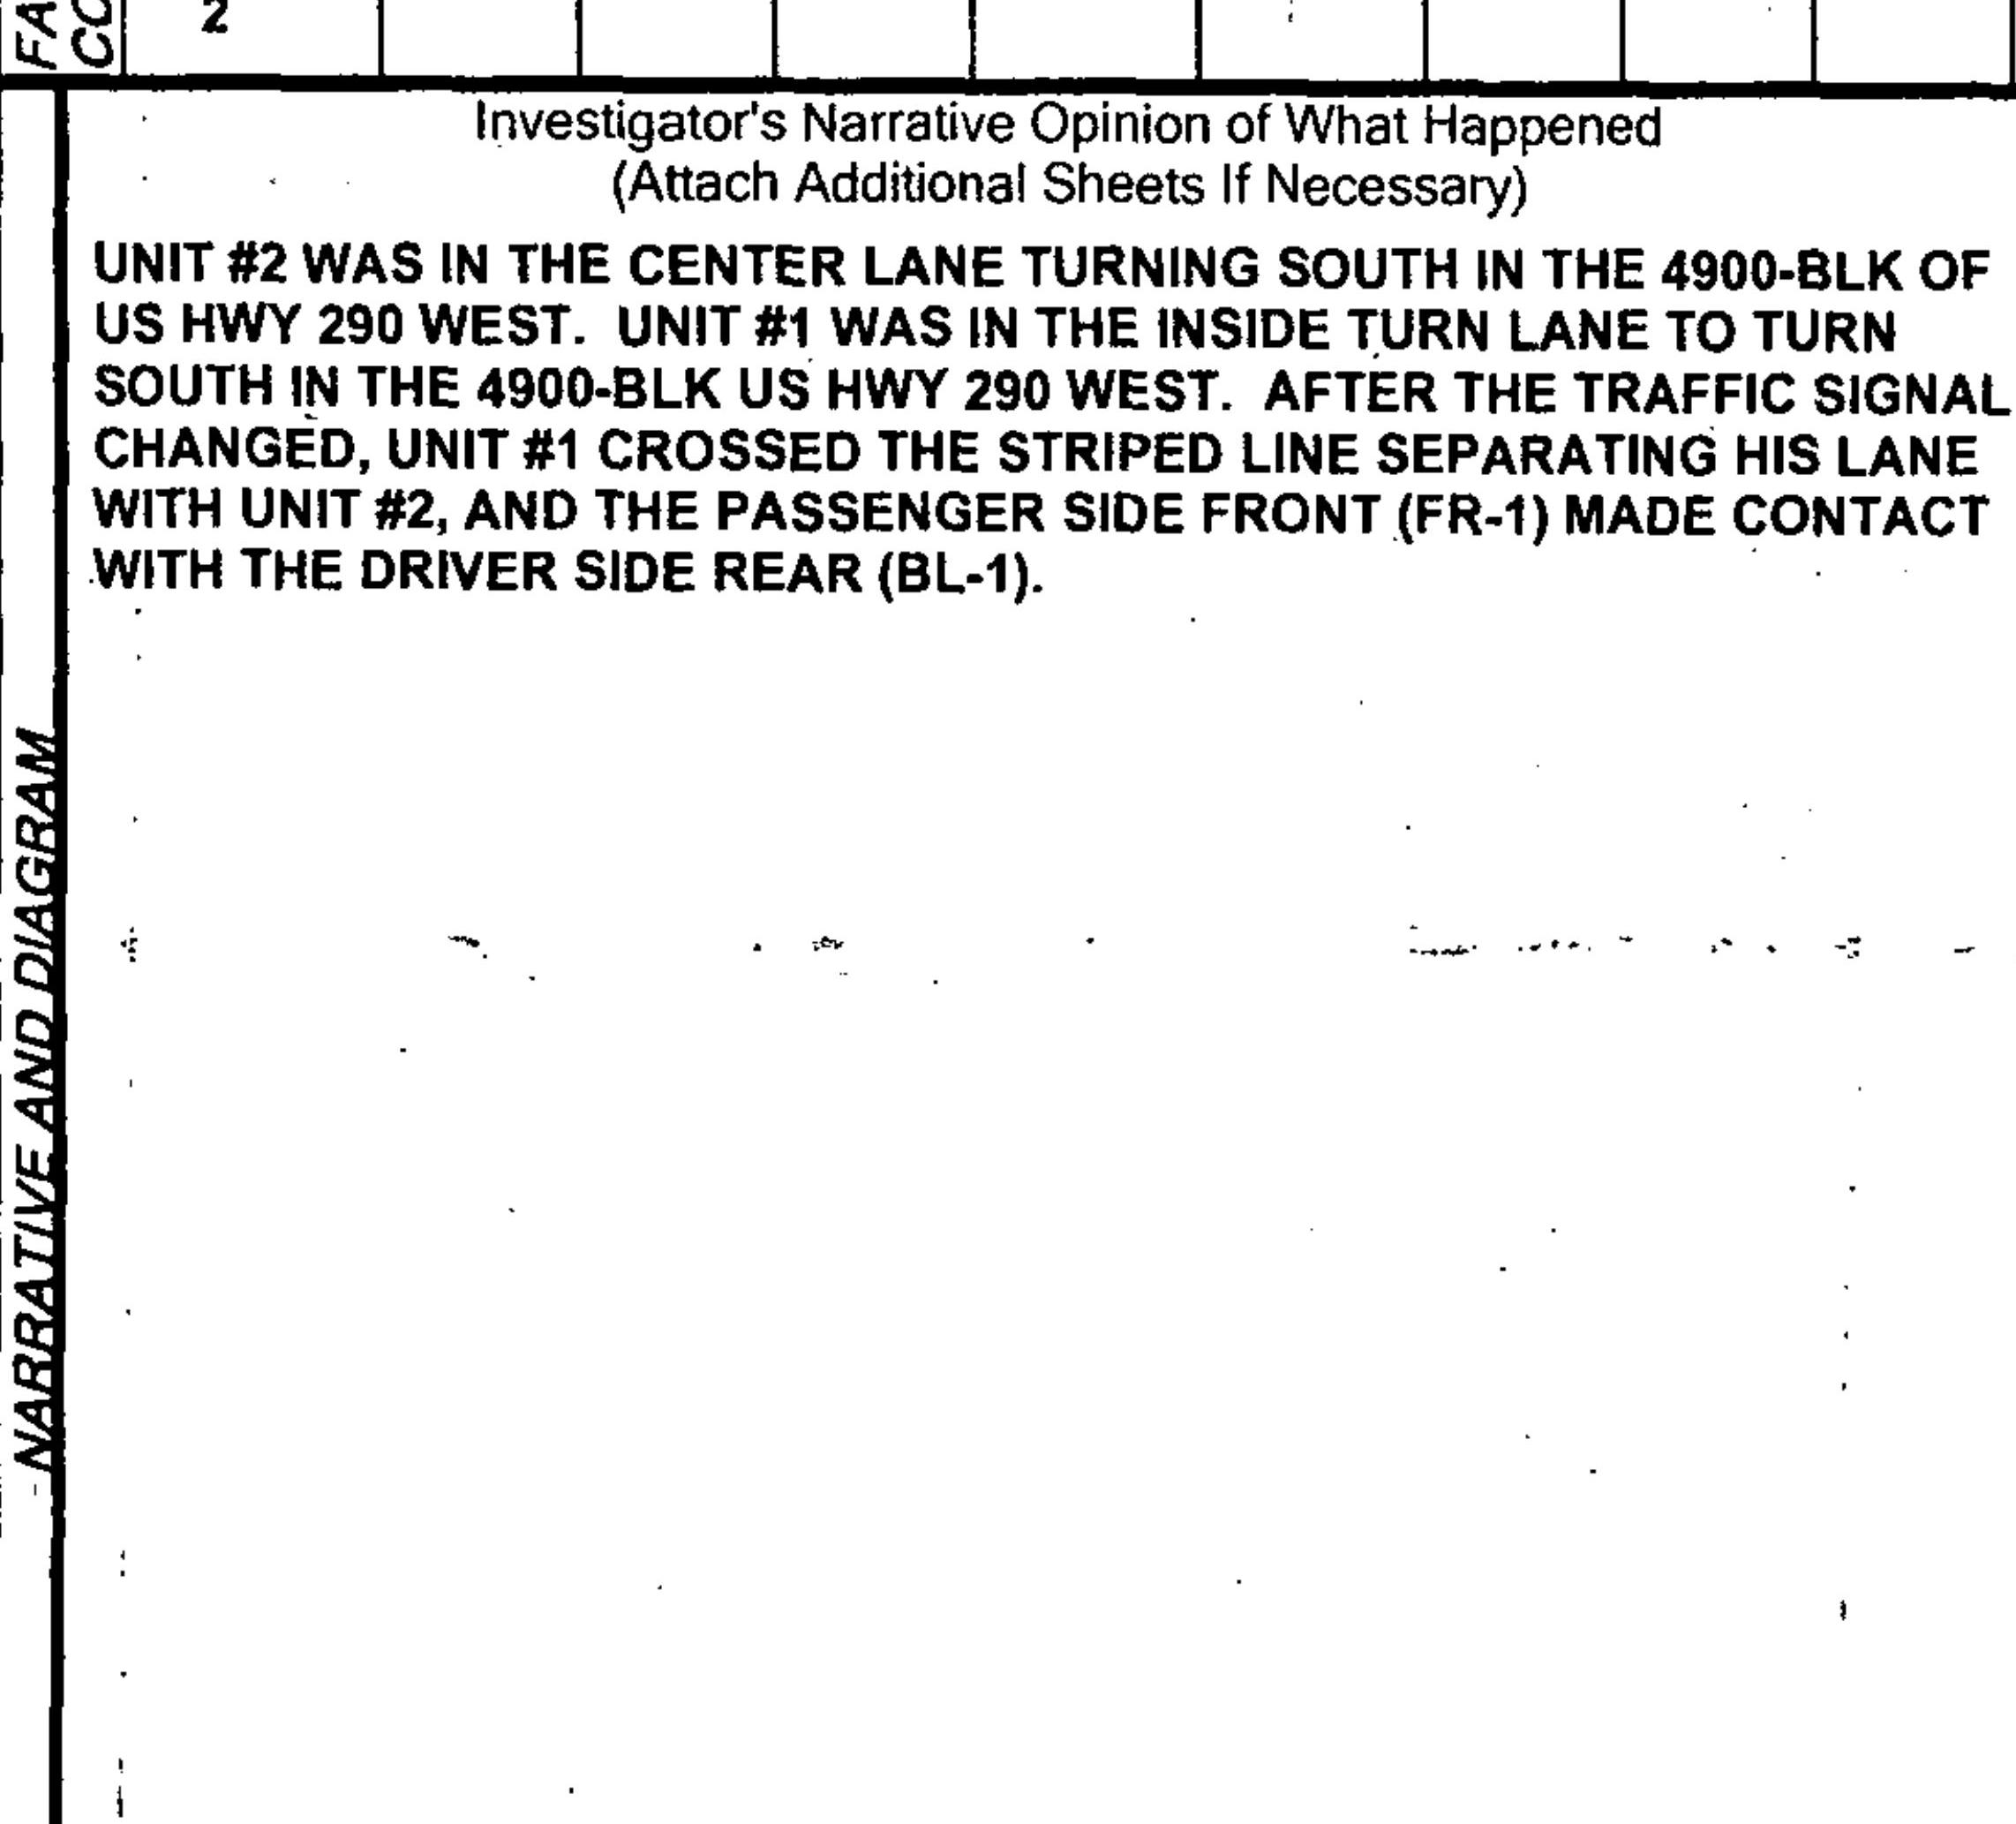 2
Investigator's Narrative Opinion of What Happened
(Attach Additional Sheets If Necessary)
UNIT #2 WAS IN THE CENTER LANE TURNING SOUTH IN THE 4900-BLK OF
US HWY 290 WEST. UNIT #1 WAS IN THE INSIDE TURN LANE TO TURN
SOUTH IN THE 4900-BLK US HWY 290 WEST. AFTER THE TRAFFIC SIGNAL
CHANGED, UNIT #1 CROSSED THE STRIPED LINE SEPARATING HIS LANE
WITH UNIT #2, AND THE PASSENGER SIDE FRONT (FR-1) MADE CONTACT
WITH THE DRIVER SIDE REAR (BL-1).
NARRATIVE AND DIAGRAM